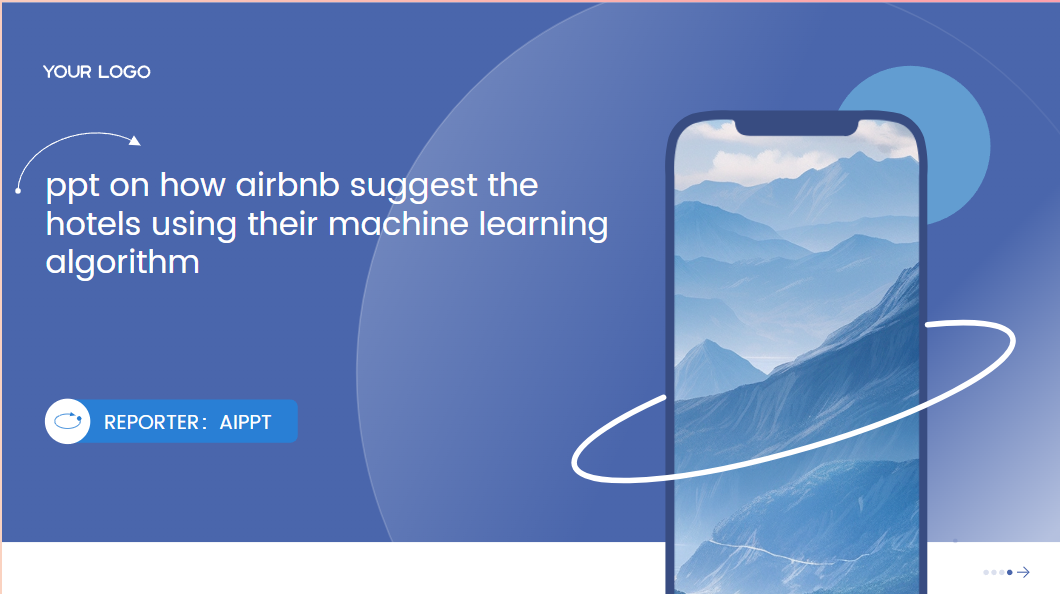 YOUR LOGO
ppt on how airbnb suggest the
hotels using their machine learning
algorithm
REPORTER: AIPPT